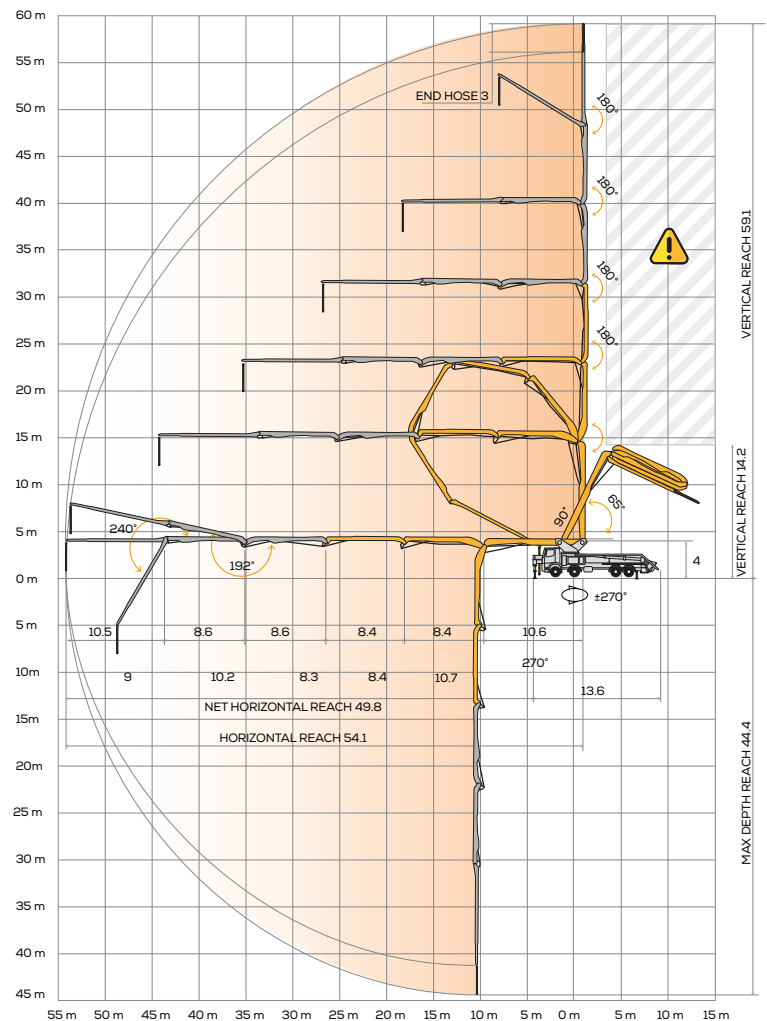 60 m
55 m
END HOSE 3
180°
50 m
45 m
180°
40 m
VERTICAL REACH 59.1
35 m
180°
30 m
180°
25 m
20 m
15 m
VERTICAL REACH 14.2
10 m
90°
65°
240°
5 m
192°
4
0 m
±270°
5 m
10.5
8.6
8.6
8.4
8.4
10.6
270°
10m
9
10.2
8.3
8.4
10.7
13.6
NET HORIZONTAL REACH 49.8
15m
HORIZONTAL REACH 54.1
20m
MAX DEPTH REACH 44.4
25 m
30 m
35 m
40 m
45 m
55 m
50 m
45 m
40 m
35 m
30 m
25 m
20 m
15 m
10 m
5 m
0 m
5 m
10 m
15 m